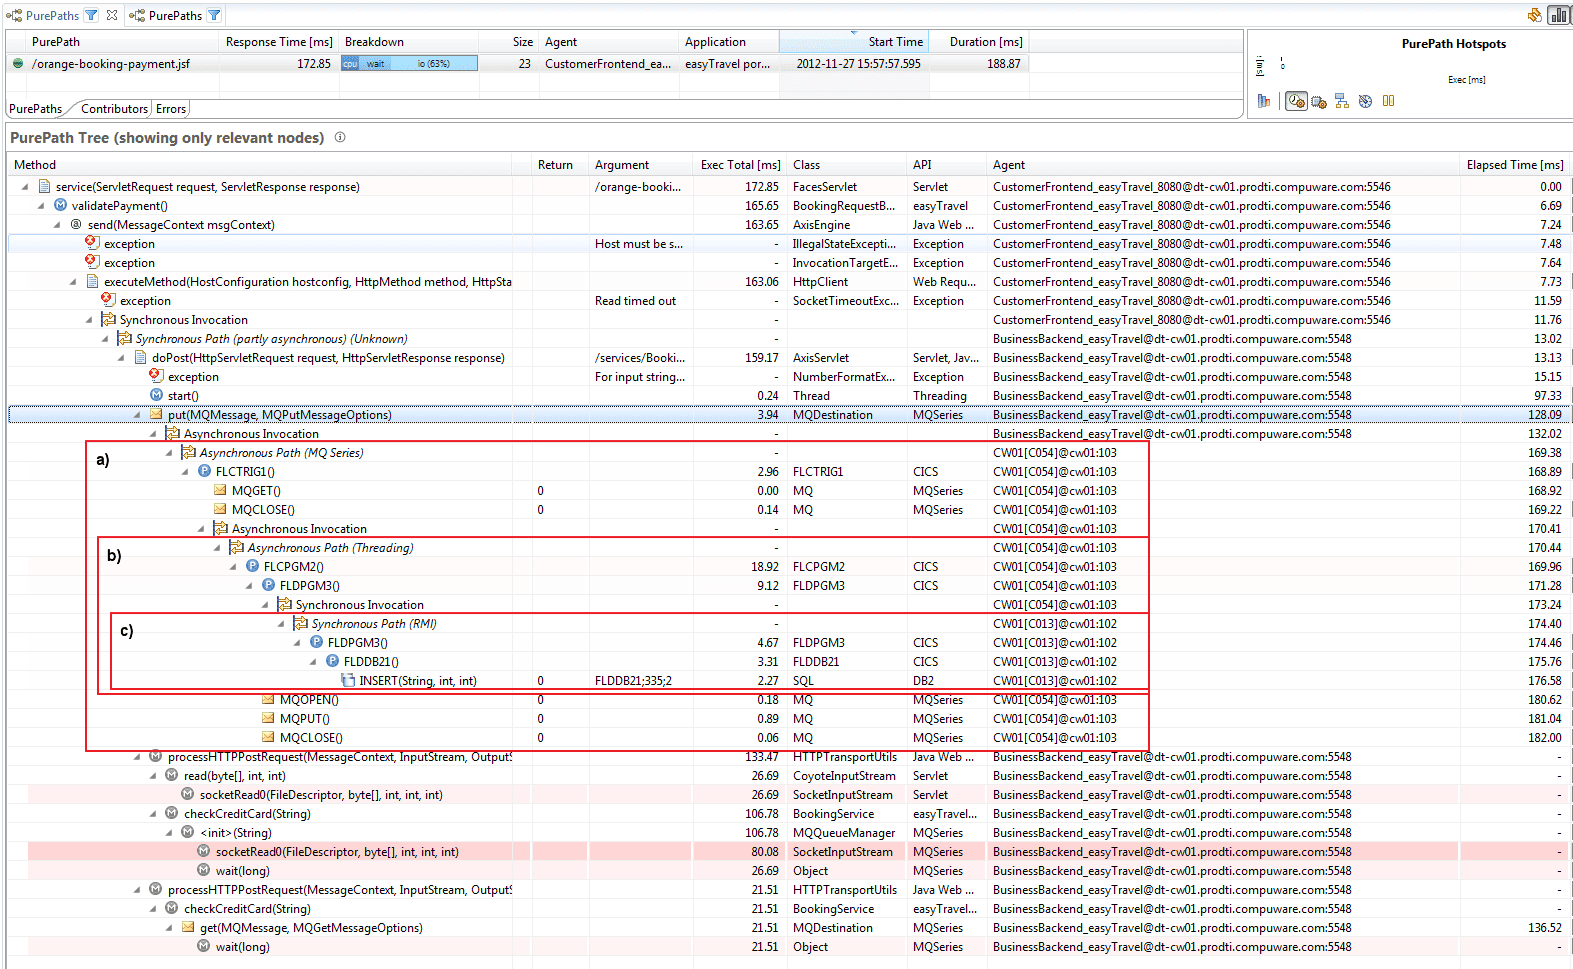 PurePaths PurePaths
PurePath Response Time [ms] Breakdown Size Agent Application Start Time Duration [ms]
/orange-booking-payment.jsf 172.85 cpu wait io (63%) 23 CustomerFrontend_ea... easyTravel por... 2012-11-27 15:57:57.595 188.87
PurePath Hotspots
[ms]
0
Exec [ms]
PurePaths Contributors Errors
PurePath Tree (showing only relevant nodes)
Method Return Argument Exec Total [ms] Class API Agent Elapsed Time [ms]
service(ServletRequest request, ServletResponse response) /orange-booki... 172.85 FacesServlet Servlet CustomerFrontend_easyTravel_8080@dt-cw01.prodti.compuware.com:5546 0.00
validatePayment() 165.65 BookingRequestB... easyTravel CustomerFrontend_easyTravel_8080@dt-cw01.prodti.compuware.com:5546 6.69
send(MessageContext msgContext) 163.65 AxisEngine Java Web ... CustomerFrontend_easyTravel_8080@dt-cw01.prodti.compuware.com:5546 7.24
exception Host must be s... - IllegalStateExcepti... Exception CustomerFrontend_easyTravel_8080@dt-cw01.prodti.compuware.com:5546 7.48
exception - InvocationTargetE... Exception CustomerFrontend_easyTravel_8080@dt-cw01.prodti.compuware.com:5546 7.64
executeMethod(HostConfiguration hostconfig, HttpMethod method, HttpSta 163.06 HttpClient Web Requ... CustomerFrontend_easyTravel_8080@dt-cw01.prodti.compuware.com:5546 7.73
exception Read timed out - SocketTimeoutExc... Exception CustomerFrontend_easyTravel_8080@dt-cw01.prodti.compuware.com:5546 11.59
Synchronous Invocation - CustomerFrontend_easyTravel_8080@dt-cw01.prodti.compuware.com:5546 11.76
Synchronous Path (partly asynchronous) (Unknown) - BusinessBackend_easyTravel@dt-cw01.prodti.compuware.com:5548 13.02
doPost(HttpServletRequest request, HttpServletResponse response) /services/Booki... 159.17 AxisServlet Servlet, Jav... BusinessBackend_easyTravel@dt-cw01.prodti.compuware.com:5548 13.13
exception For input string... - NumberFormatEx... Exception BusinessBackend_easyTravel@dt-cw01.prodti.compuware.com:5548 15.15
start() 0.24 Thread Threading BusinessBackend_easyTravel@dt-cw01.prodti.compuware.com:5548 97.33
put(MQMessage, MQPutMessageOptions) 3.94 MQDestination MQSeries BusinessBackend_easyTravel@dt-cw01.prodti.compuware.com:5548 128.09
Asynchronous Invocation - BusinessBackend_easyTravel@dt-cw01.prodti.compuware.com:5548 132.02
a) Asynchronous Path (MQ Series) - CW01[C054]@cw01:103 169.38
FLCTRIG1() 2.96 FLCTRIG1 CICS CW01[C054]@cw01:103 168.89
MQGET() 0 0.00 MQ MQSeries CW01[C054]@cw01:103 168.92
MQCLOSE() 0 0.14 MQ MQSeries CW01[C054]@cw01:103 169.22
Asynchronous Invocation - CW01[C054]@cw01:103 170.41
b) Asynchronous Path (Threading) - CW01[C054]@cw01:103 170.44
FLCPGM2() 18.92 FLCPGM2 CICS CW01[C054]@cw01:103 169.96
FLDPGM3() 9.12 FLDPGM3 CICS CW01[C054]@cw01:103 171.28
Synchronous Invocation - CW01[C054]@cw01:103 173.24
c) Synchronous Path (RMI) - CW01[C013]@cw01:102 174.40
FLDPGM3() 4.67 FLDPGM3 CICS CW01[C013]@cw01:102 174.46
FLDDB21() 3.31 FLDDB21 CICS CW01[C013]@cw01:102 175.76
INSERT(String, int, int) 0 FLDDB21;335;2 2.27 SQL DB2 CW01[C013]@cw01:102 176.58
MQOPEN() 0 0.18 MQ MQSeries CW01[C054]@cw01:103 180.62
MQPUT() 0 0.89 MQ MQSeries CW01[C054]@cw01:103 181.04
MQCLOSE() 0 0.06 MQ MQSeries CW01[C054]@cw01:103 182.00
processHTTPPostRequest(MessageContext, InputStream, OutputS 133.47 HTTPTransportUtils Java Web ... BusinessBackend_easyTravel@dt-cw01.prodti.compuware.com:5548 -
read(byte[], int, int) 26.69 CoyoteInputStream Servlet BusinessBackend_easyTravel@dt-cw01.prodti.compuware.com:5548 -
socketRead0(FileDescriptor, byte[], int, int, int) 26.69 SocketInputStream Servlet BusinessBackend_easyTravel@dt-cw01.prodti.compuware.com:5548 -
checkCreditCard(String) 106.78 BookingService easyTravel... BusinessBackend_easyTravel@dt-cw01.prodti.compuware.com:5548 -
<init>(String) 106.78 MQQueueManager MQSeries BusinessBackend_easyTravel@dt-cw01.prodti.compuware.com:5548 -
socketRead0(FileDescriptor, byte[], int, int, int) 80.08 SocketInputStream MQSeries BusinessBackend_easyTravel@dt-cw01.prodti.compuware.com:5548 -
wait(long) 26.69 Object MQSeries BusinessBackend_easyTravel@dt-cw01.prodti.compuware.com:5548 -
processHTTPPostRequest(MessageContext, InputStream, OutputS 21.51 HTTPTransportUtils Java Web ... BusinessBackend_easyTravel@dt-cw01.prodti.compuware.com:5548 -
checkCreditCard(String) 21.51 BookingService easyTravel... BusinessBackend_easyTravel@dt-cw01.prodti.compuware.com:5548 -
get(MQMessage, MQGetMessageOptions) 21.51 MQDestination MQSeries BusinessBackend_easyTravel@dt-cw01.prodti.compuware.com:5548 136.52
wait(long) 21.51 Object MQSeries BusinessBackend_easyTravel@dt-cw01.prodti.compuware.com:5548 -